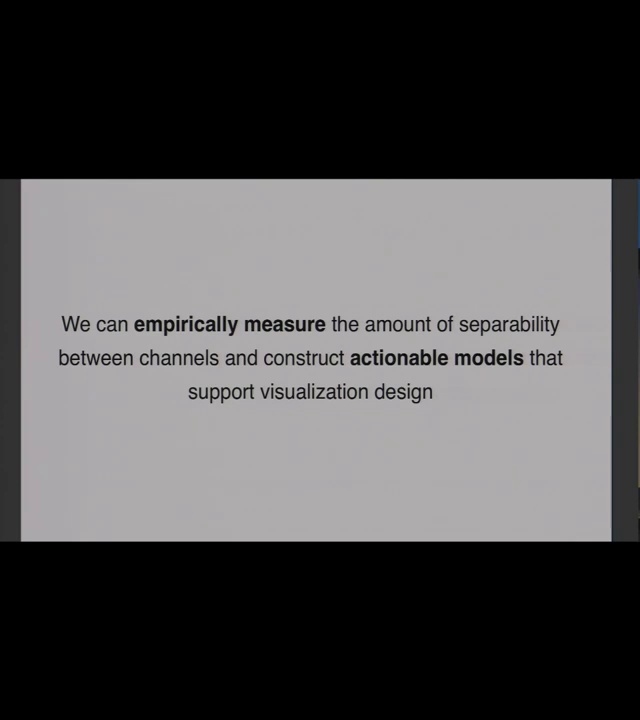 We can empirically measure the amount of separability
between channels and construct actionable models that
support visualization design